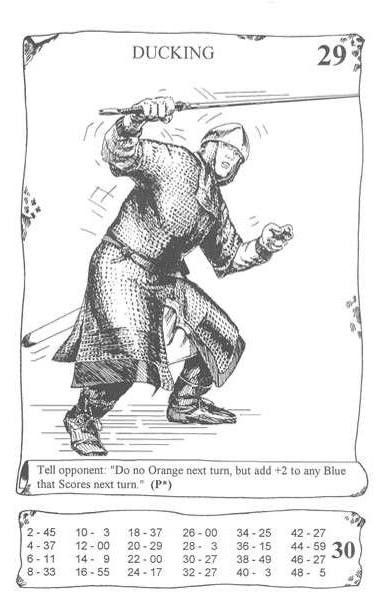 DUCKING 29
Tell opponent: "Do no Orange next turn, but add +2 to any Blue
that Scores next turn." (P*)
2 - 45 10 - 3 18 - 37 26 - 00 34 - 25 42 - 27
4 - 37 12 - 00 20 - 29 28 - 3 36 - 15 44 - 59 30
6 - 11 14 - 9 22 - 00 30 - 27 38 - 49 46 - 27
8 - 33 16 - 55 24 - 17 32 - 27 40 - 3 48 - 5